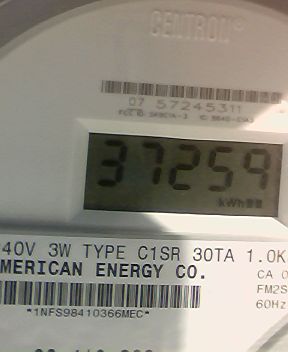 CENTRON®
07 57245311
37259
kWh
40V 3W TYPE C1SR 30TA 1.0K
CA 0
MERICAN ENERGY CO.
FM2S
60Hz
*1NFS98410366MEC*